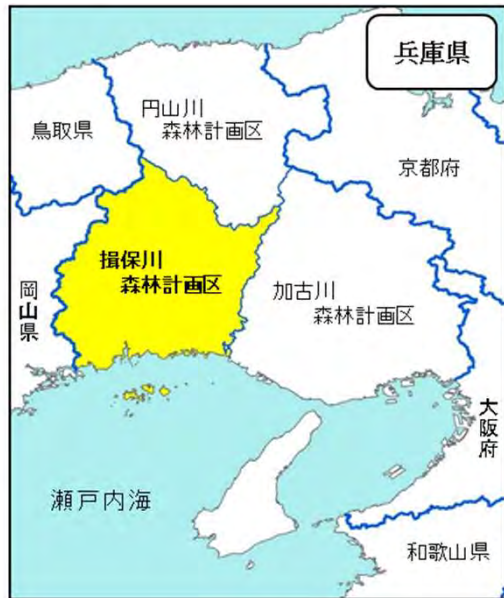 兵庫県
円山川
森林計画区
鳥取県
京都府
揖保川
森林計画区
岡山県
加古川
森林計画区
大阪府
瀬戸内海
和歌山県